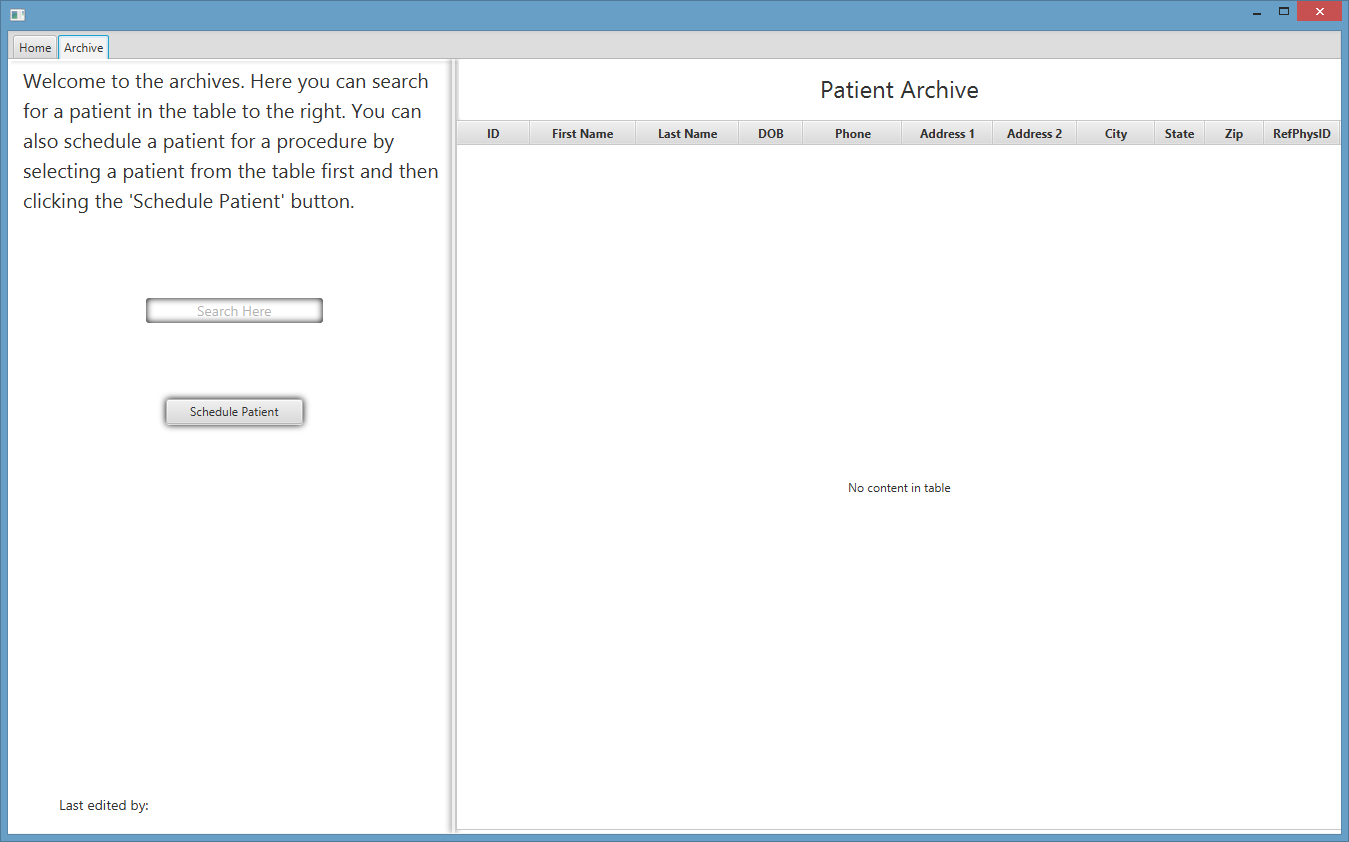 Home Archive
Welcome to the archives. Here you can search
for a patient in the table to the right. You can
also schedule a patient for a procedure by
selecting a patient from the table first and then
clicking the 'Schedule Patient' button.
Search Here
Schedule Patient
Last edited by:
Patient Archive
ID First Name Last Name DOB Phone Address 1 Address 2 City State Zip RefPhysID
No content in table